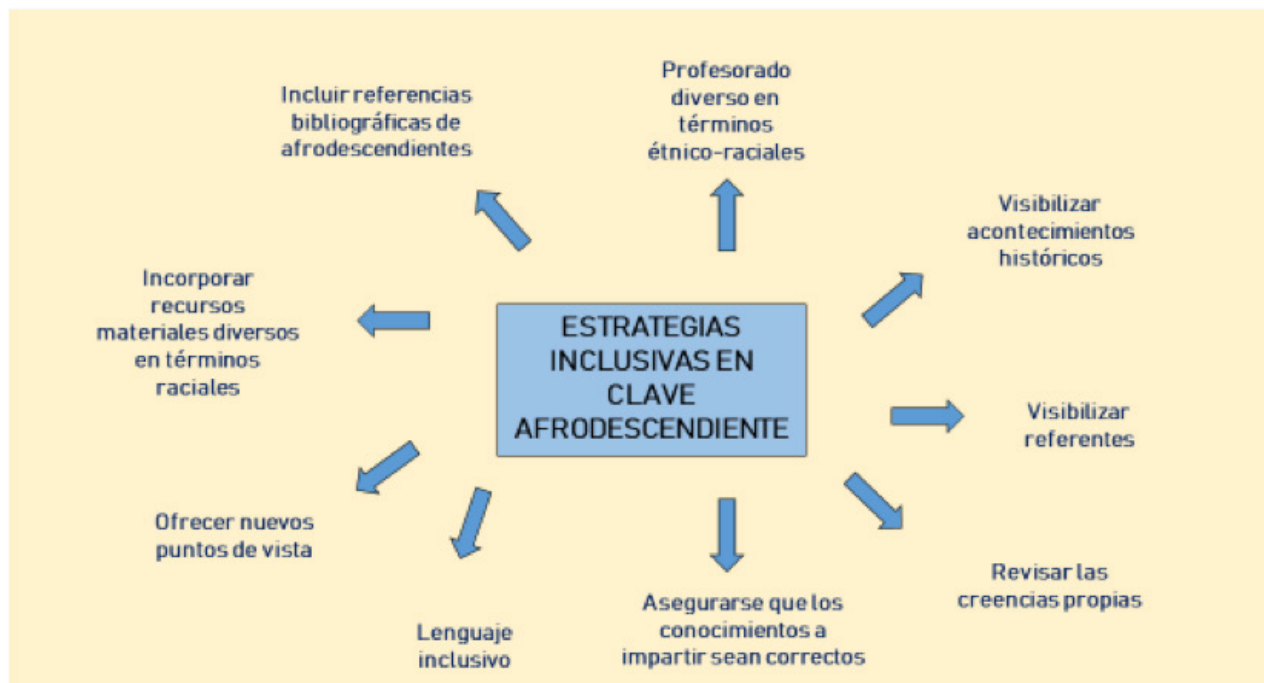 Incluir referencias
bibliográficas de
afrodescendientes
Profesorado
diverso en
términos
étnico-raciales
Visibilizar
acontecimientos
históricos
Incorporar
recursos
materiales diversos
en términos
raciales
ESTRATEGIAS
INCLUSIVAS EN
CLAVE
AFRODESCENDIENTE
Visibilizar
referentes
Ofrecer nuevos
puntos de vista
Revisar las
creencias propias
Lenguaje
inclusivo
Asegurarse que los
conocimientos a
impartir sean correctos